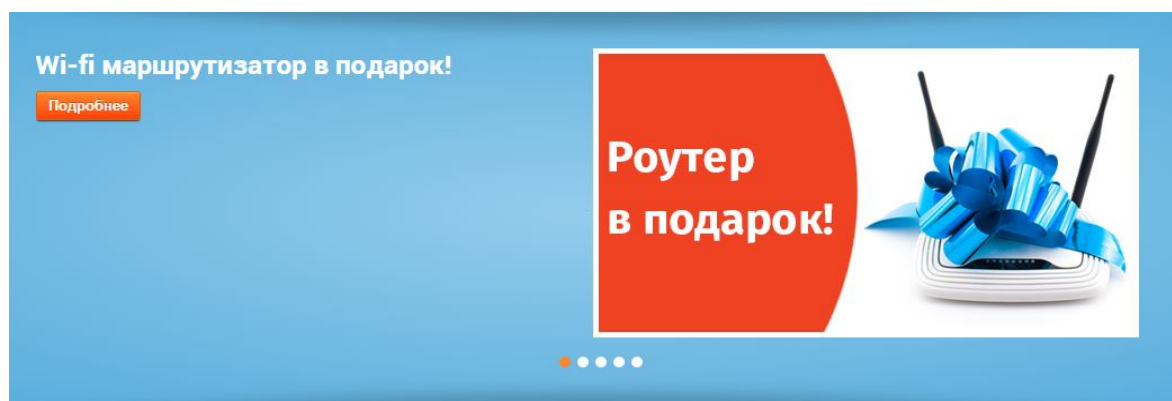 Wi-fi маршрутизатор в подарок!
Подробнее
Роутер
в подарок!